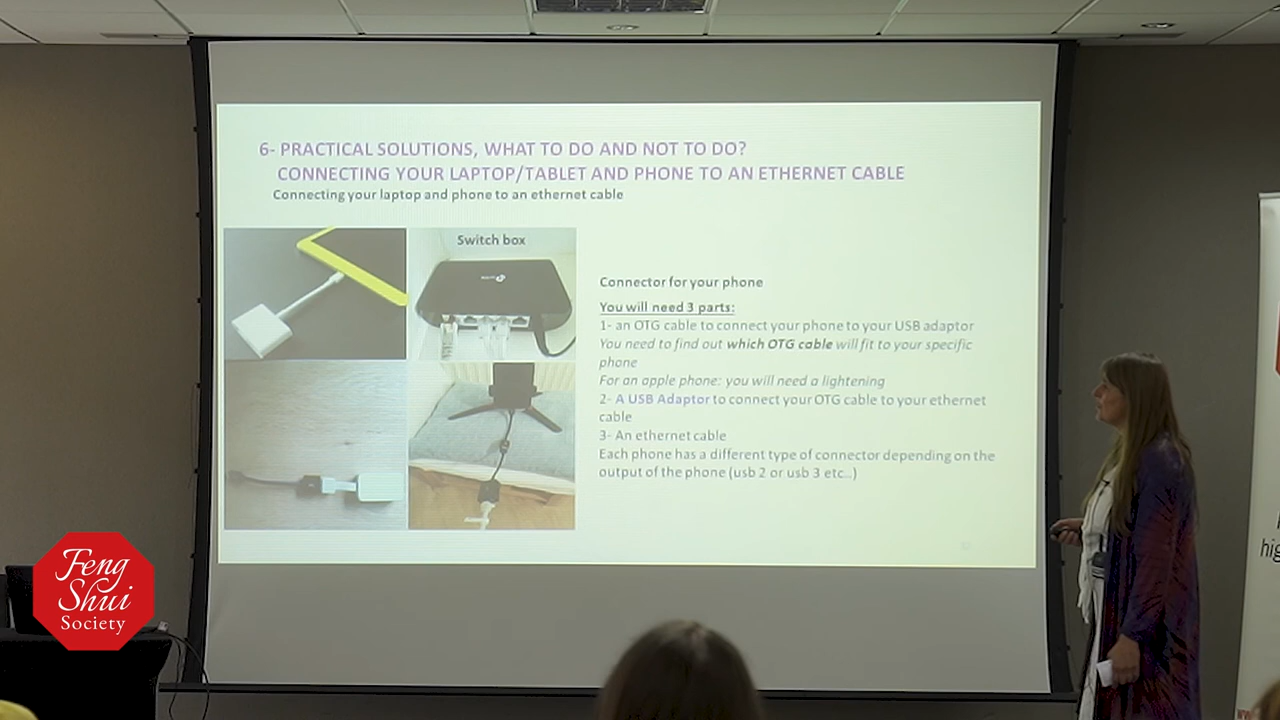 6- PRACTICAL SOLUTIONS, WHAT TO DO AND NOT TO DO?
CONNECTING YOUR LAPTOP/TABLET AND PHONE TO AN ETHERNET CABLE
Connecting your laptop and phone to an ethernet cable
Switch box
Connector for your phone
You will need 3 parts:
1- an OTG cable to connect your phone to your USB adaptor
You need to find out which OTG cable will fit to your specific
phone
For an apple phone: you will need a lightening
2- A USB Adaptor to connect your OTG cable to your ethernet
cable
3- An ethernet cable
Each phone has a different type of connector depending on the
output of the phone (usb 2 or usb 3 etc...)
Feng
Shui
Society